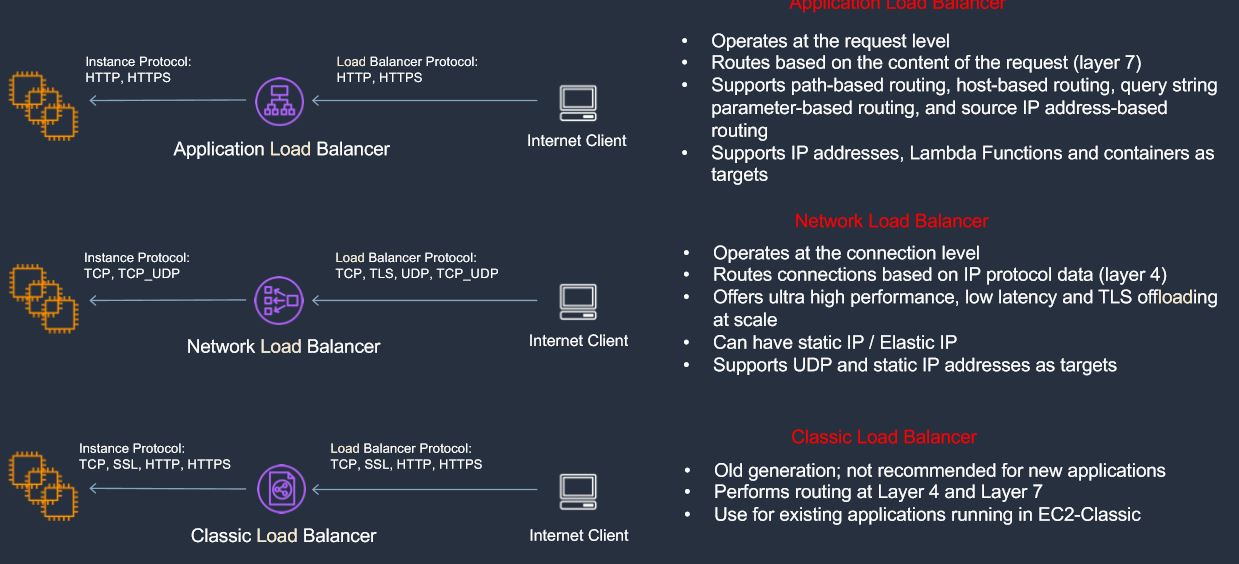 Application Load Balancer
Instance Protocol:
HTTP, HTTPS
Load Balancer Protocol:
HTTP, HTTPS
Application Load Balancer
Internet Client
• Operates at the request level
• Routes based on the content of the request (layer 7)
• Supports path-based routing, host-based routing, query string
parameter-based routing, and source IP address-based
routing
• Supports IP addresses, Lambda Functions and containers as
targets
Instance Protocol:
TCP, TCP_UDP
Load Balancer Protocol:
TCP, TLS, UDP, TCP_UDP
Network Load Balancer
Internet Client
Network Load Balancer
• Operates at the connection level
• Routes connections based on IP protocol data (layer 4)
• Offers ultra high performance, low latency and TLS offloading
at scale
• Can have static IP / Elastic IP
• Supports UDP and static IP addresses as targets
Instance Protocol:
TCP, SSL, HTTP, HTTPS
Load Balancer Protocol:
TCP, SSL, HTTP, HTTPS
Classic Load Balancer
Internet Client
Classic Load Balancer
• Old generation; not recommended for new applications
• Performs routing at Layer 4 and Layer 7
• Use for existing applications running in EC2-Classic